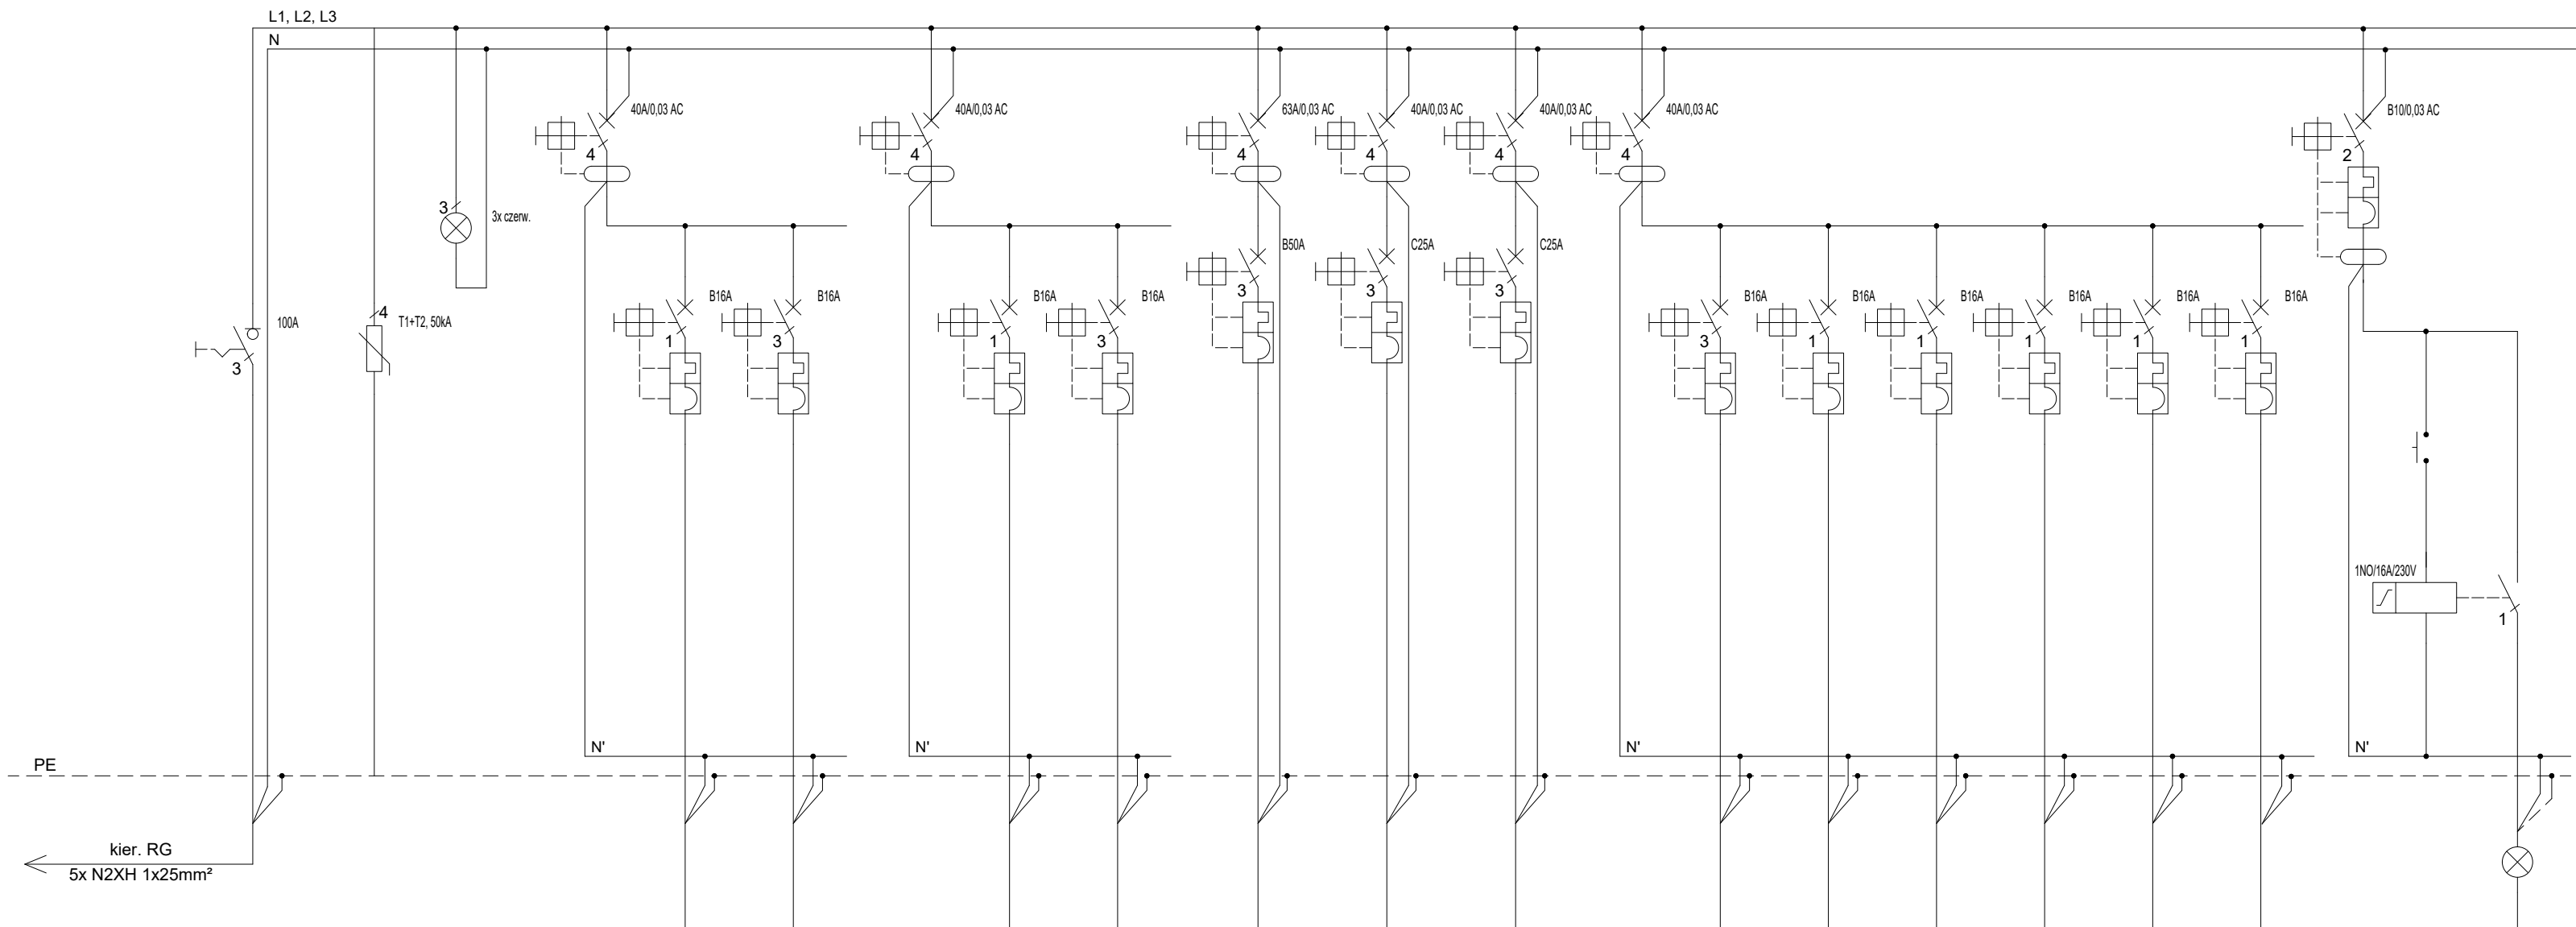 L1, L2, L3
N
40A/0,03 AC
40A/0,03 AC
63A/0,03 AC
40A/0,03 AC
40A/0,03 AC
40A/0,03 AC
B10/0,03 AC
4
4
4
4
4
4
2
3
3x czerw.
B50A
C25A
C25A
3
3
3
100A
3
4
T1+T2, 50kA
B16A
B16A
B16A
B16A
B16A
B16A
B16A
B16A
B16A
B16A
1
3
1
3
3
1
1
1
1
1
1NO/16A/230V
1
N'
N'
N'
N'
PE
kier. RG
5x N2XH 1x25mm²